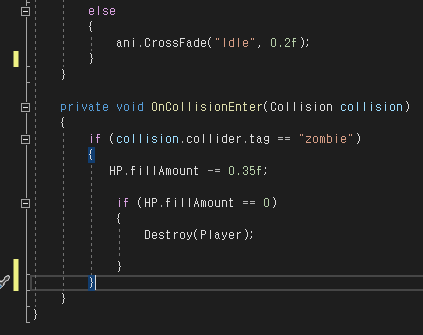 else
{
ani.CrossFade("Idle", 0.2f);
}
}
private void OnCollisionEnter(Collision collision)
{
if (collision.collider.tag == "zombie")
{
HP.fillAmount -= 0.35f;
if (HP.fillAmount == 0)
{
Destroy(Player);
}
}
}
}